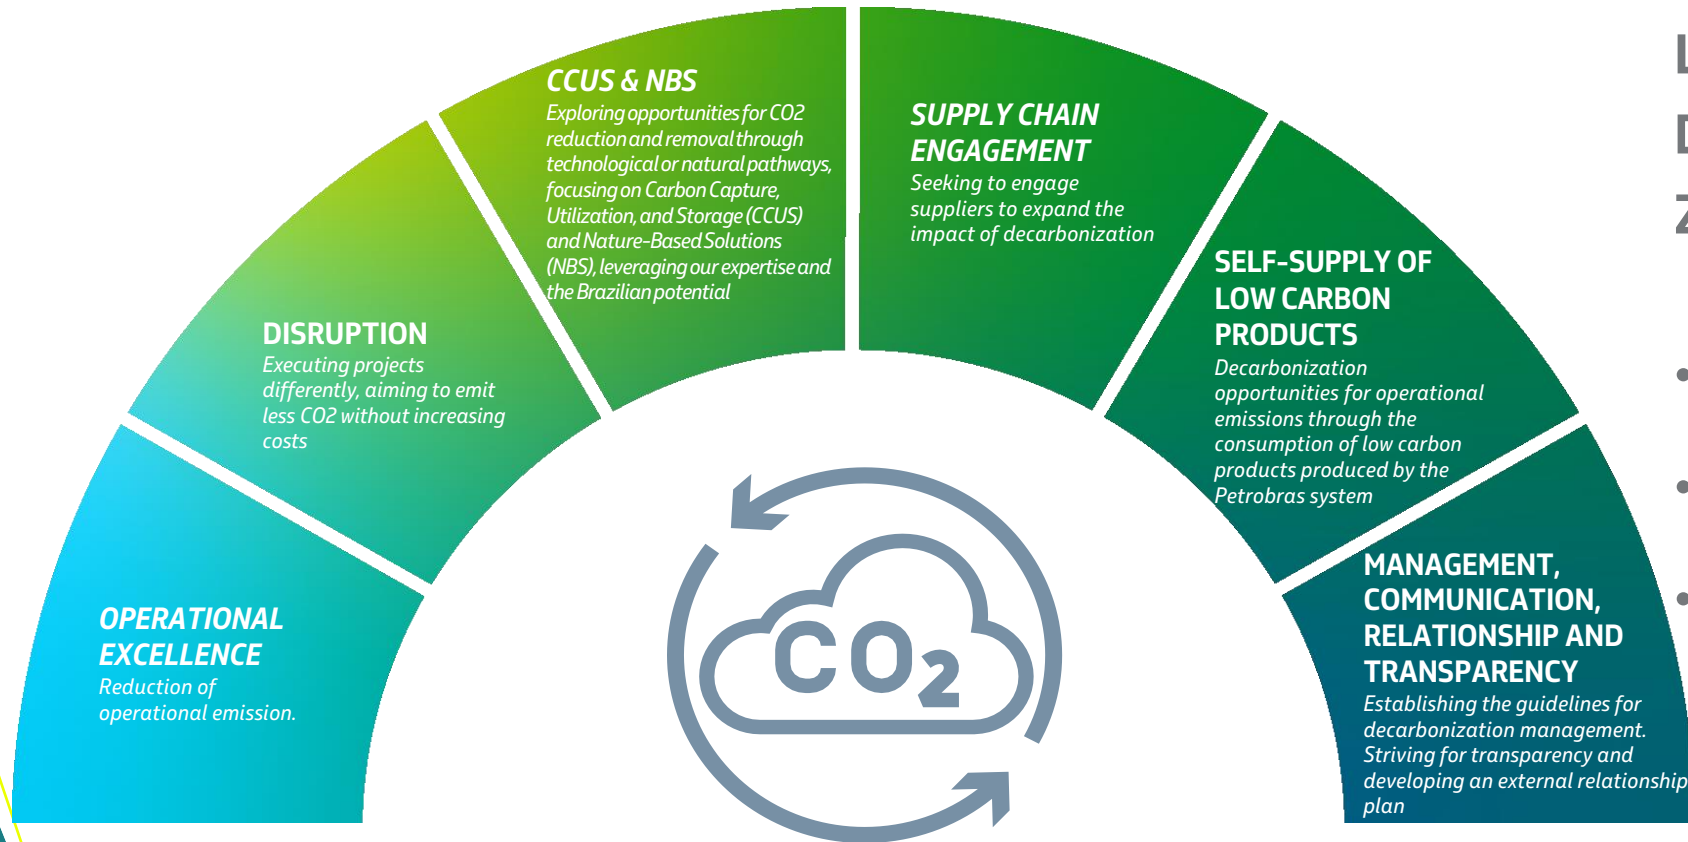 CCUS & NBS
Exploring opportunities for CO2
reduction and removal through
technological or natural pathways,
focusing on Carbon Capture,
Utilization, and Storage (CCUS)
and Nature-Based Solutions
(NBS), leveraging our expertise and
the Brazilian potential
SUPPLY CHAIN
ENGAGEMENT
Seeking to engage
suppliers to expand the
impact of decarbonization
DISRUPTION
Executing projects
differently, aiming to emit
less CO2 without increasing
costs
SELF-SUPPLY OF
LOW CARBON
PRODUCTS
Decarbonization
opportunities for operational
emissions through the
consumption of low carbon
products produced by the
Petrobras system
OPERATIONAL
EXCELLENCE
Reduction of
operational emission.
MANAGEMENT,
COMMUNICATION,
RELATIONSHIP AND
TRANSPARENCY
Establishing the guidelines for
decarbonization management.
Striving for transparency and
developing an external relationship
plan
CO2